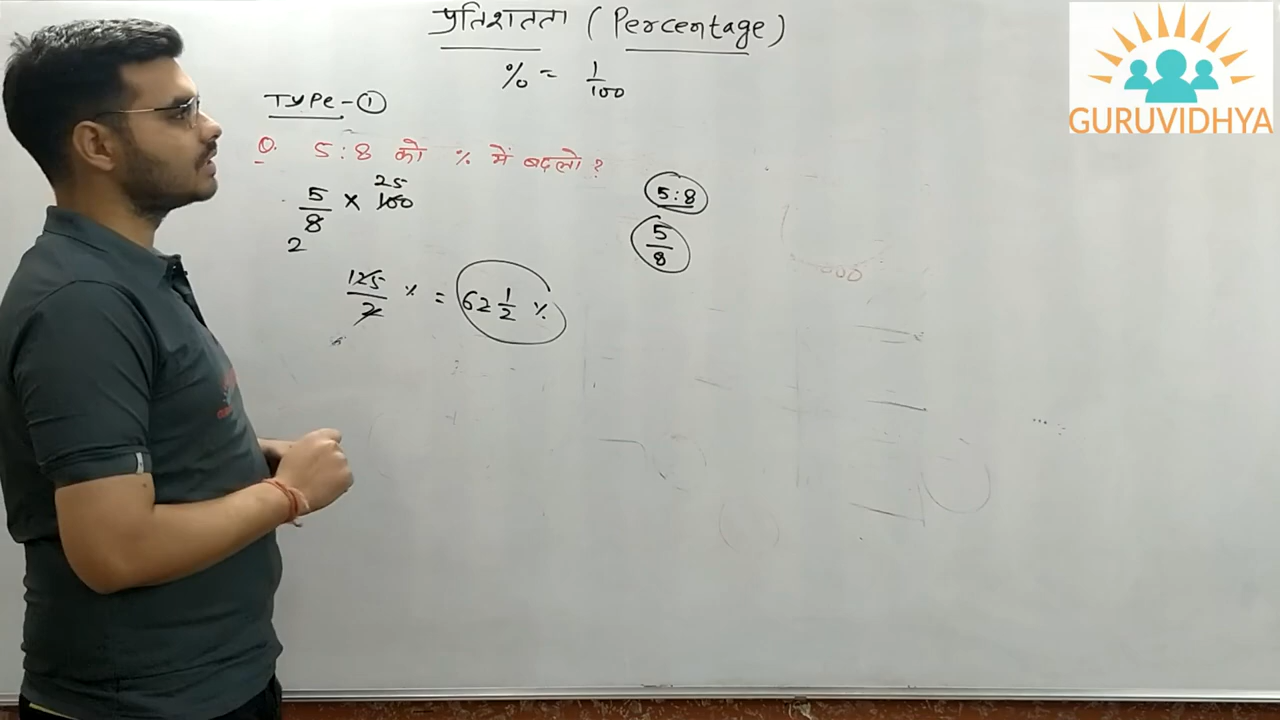 प्रतिशतता (Percentage)
% = 1/100
GURUVIDHYA
TYPe-①
Q. 5:8 को % में बदलो ?
5/8 × 100
25
2
5:8
5/8
125/2 % = 62 1/2 %